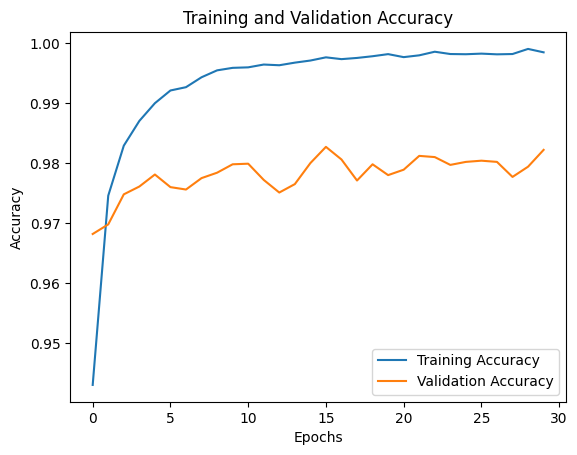 Training and Validation Accuracy
1.00
0.99
0.98
0.97
0.96
0.95
Accuracy
0 5 10 15 20 25 30
Epochs
Training Accuracy
Validation Accuracy